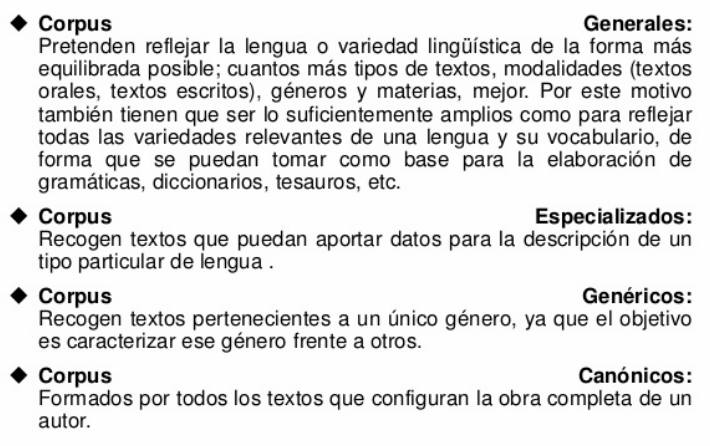 ◆ Corpus Generales:
Pretenden reflejar la lengua o variedad lingüística de la forma más
equilibrada posible; cuantos más tipos de textos, modalidades (textos
orales, textos escritos), géneros y materias, mejor. Por este motivo
también tienen que ser lo suficientemente amplios como para reflejar
todas las variedades relevantes de una lengua y su vocabulario, de
forma que se puedan tomar como base para la elaboración de
gramáticas, diccionarios, tesauros, etc.
◆ Corpus Especializados:
Recogen textos que puedan aportar datos para la descripción de un
tipo particular de lengua .
◆ Corpus Genéricos:
Recogen textos pertenecientes a un único género, ya que el objetivo
es caracterizar ese género frente a otros.
◆ Corpus Canónicos:
Formados por todos los textos que configuran la obra completa de un
autor.